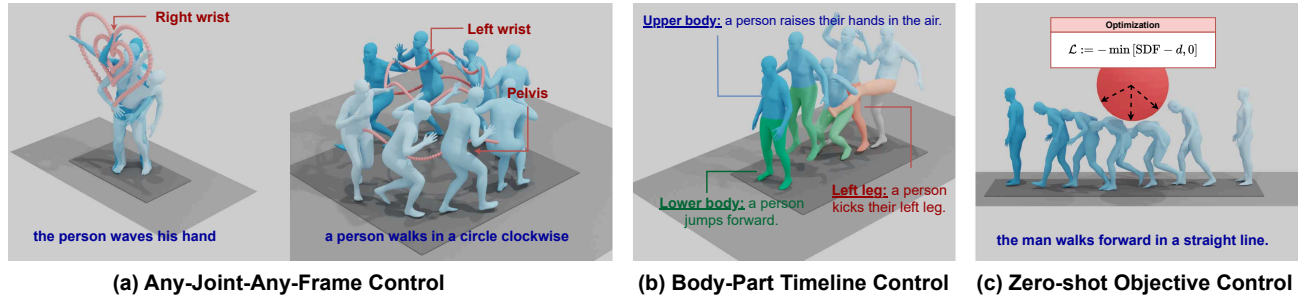 Right wrist
the person waves his hand
Left wrist
Pelvis
a person walks in a circle clockwise
(a) Any-Joint-Any-Frame Control
Upper body: a person raises their hands in the air.
Lower body: a person
jumps forward.
Left leg: a person
kicks their left leg.
(b) Body-Part Timeline Control
Optimization
ℒ := − min [SDF − d, 0]
the man walks forward in a straight line.
(c) Zero-shot Objective Control